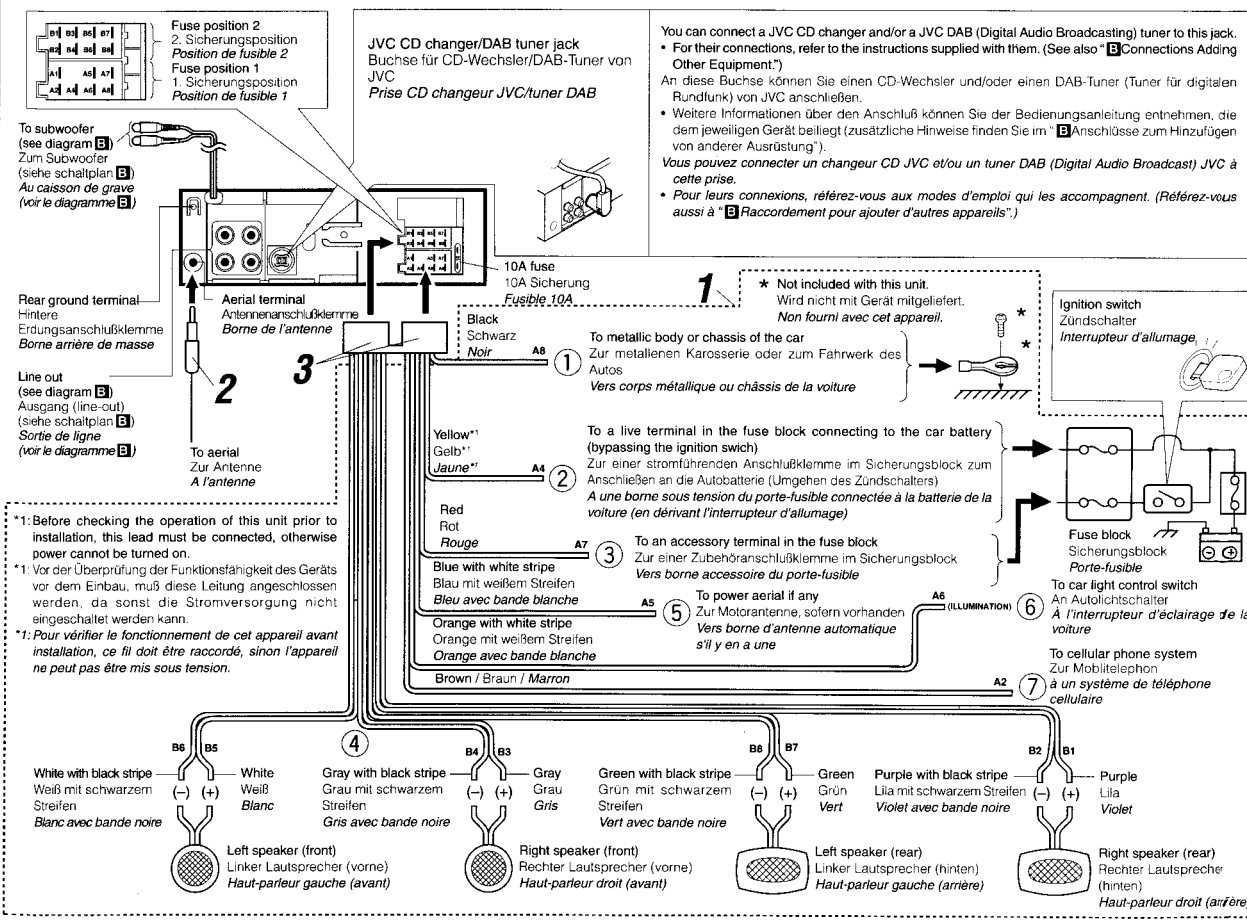 B1 B3 B5 B7
B2 B4 B6 B8
A1 A5 A7
A2 A4 A6 A8
Fuse position 2
2. Sicherungsposition
Position de fusible 2
Fuse position 1
1. Sicherungsposition
Position de fusible 1
JVC CD changer/DAB tuner jack
Buchse für CD-Wechsler/DAB-Tuner von
JVC
Prise CD changeur JVC/tuner DAB
You can connect a JVC CD changer and/or a JVC DAB (Digital Audio Broadcasting) tuner to this jack.
• For their connections, refer to the instructions supplied with them. (See also “ B Connections Adding
Other Equipment.”)
An diese Buchse können Sie einen CD-Wechsler und/oder einen DAB-Tuner (Tuner für digitalen
Rundfunk) von JVC anschließen.
• Weitere Informationen über den Anschluß können Sie der Bedienungsanleitung entnehmen, die
dem jeweiligen Gerät beiliegt (zusätzliche Hinweise finden Sie im “ B Anschlüsse zum Hinzufügen
von anderer Ausrüstung”).
Vous pouvez connecter un changeur CD JVC et/ou un tuner DAB (Digital Audio Broadcast) JVC à
cette prise.
• Pour leurs connexions, référez-vous aux modes d'emploi qui les accompagnent. (Référez-vous
aussi à “ B Raccordement pour ajouter d'autres appareils”.)
To subwoofer
(see diagram B)
Zum Subwoofer
(siehe schaltplan B)
Au caisson de grave
(voir le diagramme B)
B1 B3 B5 B7
B2 B4 B6 B8
A1 A5 A7
A2 A4 A6 A8
10A fuse
10A Sicherung
Fusible 10A
Rear ground terminal
Hintere
Erdungsanschlußklemme
Borne arrière de masse
Aerial terminal
Antennenanschlußklemme
Borne de l'antenne
Line out
(see diagram B)
Ausgang (line-out)
(siehe schaltplan B)
Sortie de ligne
(voir le diagramme B)
2
To aerial
Zur Antenne
A l'antenne
3
1
* Not included with this unit.
Wird nicht mit Gerät mitgeliefert.
Non fourni avec cet appareil.
*
*
Ignition switch
Zündschalter
Interrupteur d'allumage
Black
Schwarz
Noir
A8
1
To metallic body or chassis of the car
Zur metallenen Karosserie oder zum Fahrwerk des
Autos
Vers corps métallique ou châssis de la voiture
Yellow*1
Gelb*1
Jaune*1
A4
2
To a live terminal in the fuse block connecting to the car battery
(bypassing the ignition swich)
Zur einer stromführenden Anschlußklemme im Sicherungsblock zum
Anschließen an die Autobatterie (Umgehen des Zündschalters)
A une borne sous tension du porte-fusible connectée à la batterie de la
voiture (en dérivant l'interrupteur d'allumage)
Red
Rot
Rouge
A7
3
To an accessory terminal in the fuse block
Zur einer Zubehöranschlußklemme im Sicherungsblock
Vers borne accessoire du porte-fusible
Fuse block
Sicherungsblock
Porte-fusible
Blue with white stripe
Blau mit weißem Streifen
Bleu avec bande blanche
A5
5
To power aerial if any
Zur Motorantenne, sofern vorhanden
Vers borne d'antenne automatique
s'il y en a une
Orange with white stripe
Orange mit weißem Streifen
Orange avec bande blanche
A6
(ILLUMINATION)
6
To car light control switch
An Autolichtschalter
À l'interrupteur d'éclairage de la
voiture
Brown / Braun / Marron
A2
7
To cellular phone system
Zur Moblitelephon
à un système de téléphone
cellulaire
*1: Before checking the operation of this unit prior to
installation, this lead must be connected, otherwise
power cannot be turned on.
*1: Vor der Überprüfung der Funktionsfähigkeit des Geräts
vor dem Einbau, muß diese Leitung angeschlossen
werden, da sonst die Stromversorgung nicht
eingeschaltet werden kann.
*1: Pour vérifier le fonctionnement de cet appareil avant
installation, ce fil doit être raccordé, sinon l'appareil
ne peut pas être mis sous tension.
4
B6 B5
White with black stripe
Weiß mit schwarzem
Streifen
Blanc avec bande noire
(–) (+)
White
Weiß
Blanc
Left speaker (front)
Linker Lautsprecher (vorne)
Haut-parleur gauche (avant)
B4 B3
Gray with black stripe
Grau mit schwarzem
Streifen
Gris avec bande noire
(–) (+)
Gray
Grau
Gris
Right speaker (front)
Rechter Lautsprecher (vorne)
Haut-parleur droit (avant)
B8 B7
Green with black stripe
Grün mit schwarzem
Streifen
Vert avec bande noire
(–) (+)
Green
Grün
Vert
Left speaker (rear)
Linker Lautsprecher (hinten)
Haut-parleur gauche (arrière)
B2 B1
Purple with black stripe
Lila mit schwarzem Streifen
Violet avec bande noire
(–) (+)
Purple
Lila
Violet
Right speaker (rear)
Rechter Lautsprecher
(hinten)
Haut-parleur droit (arrière)